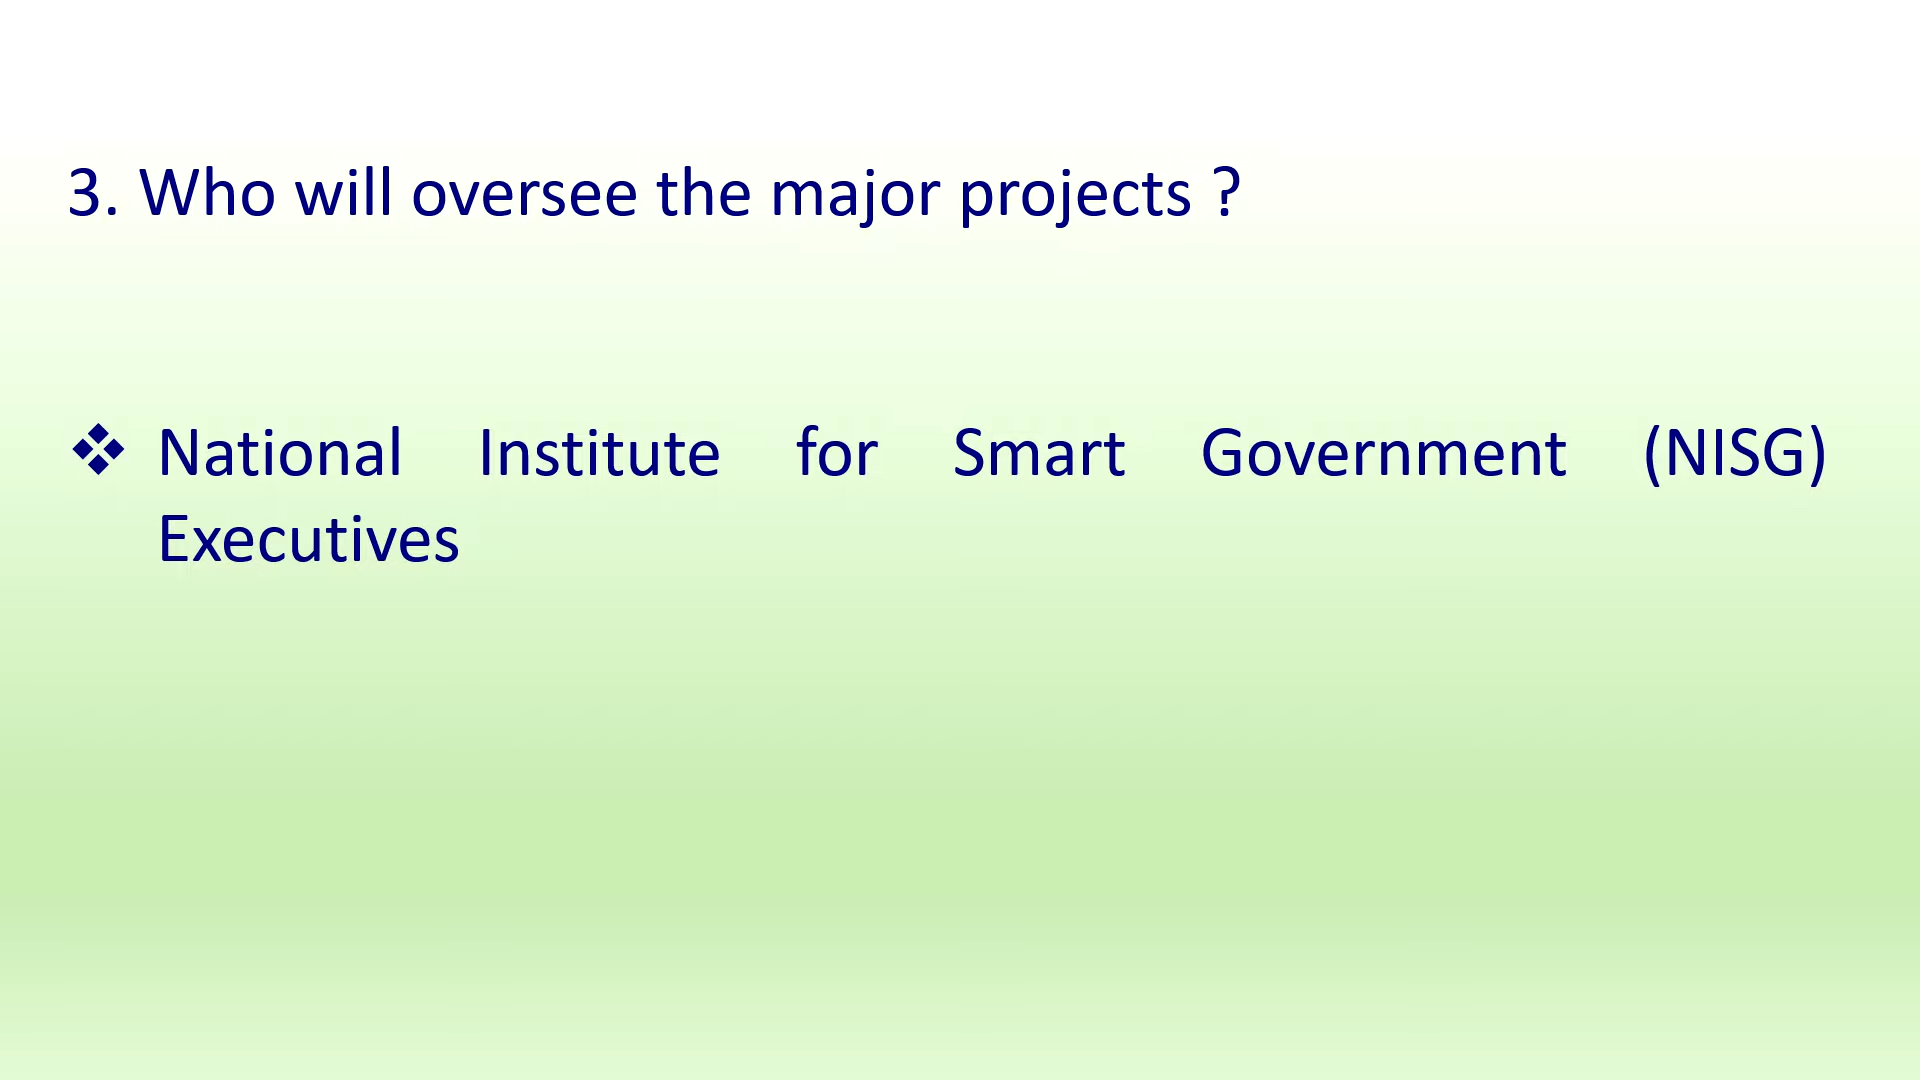 3. Who will oversee the major projects ?
❖ National Institute for Smart Government (NISG)
Executives